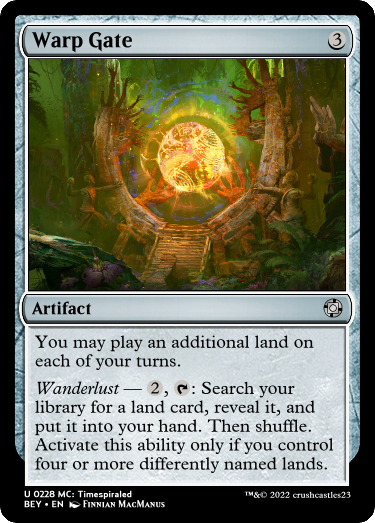 Warp Gate 3
Artifact
You may play an additional land on
each of your turns.
Wanderlust — 2, : Search your
library for a land card, reveal it, and
put it into your hand. Then shuffle.
Activate this ability only if you control
four or more differently named lands.
U 0228 MC: Timespiraled
BEY • EN Finnian MacManus
™&© 2022 crushcastles23